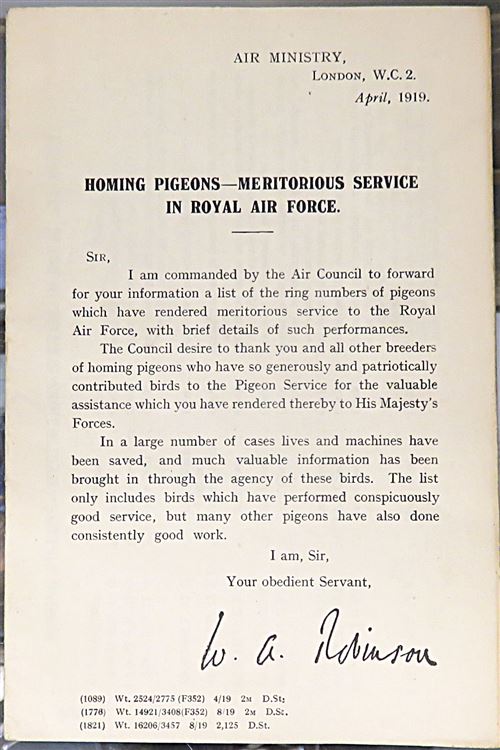 AIR MINISTRY,
LONDON, W.C. 2.
April, 1919.
HOMING PIGEONS—MERITORIOUS SERVICE
IN ROYAL AIR FORCE.
SIR,
I am commanded by the Air Council to forward
for your information a list of the ring numbers of pigeons
which have rendered meritorious service to the Royal
Air Force, with brief details of such performances.
The Council desire to thank you and all other breeders
of homing pigeons who have so generously and patriotically
contributed birds to the Pigeon Service for the valuable
assistance which you have rendered thereby to His Majesty's
Forces.
In a large number of cases lives and machines have
been saved, and much valuable information has been
brought in through the agency of these birds. The list
only includes birds which have performed conspicuously
good service, but many other pigeons have also done
consistently good work.
I am, Sir,
Your obedient Servant,
W. A. Robinson
(1089) Wt. 2524/2775 (F352) 4/19 2M D.St.
(1776) Wt. 14921/3408(F352) 8/19 2M D.St.
(1821) Wt. 16206/3457 8/19 2,125 D.St.